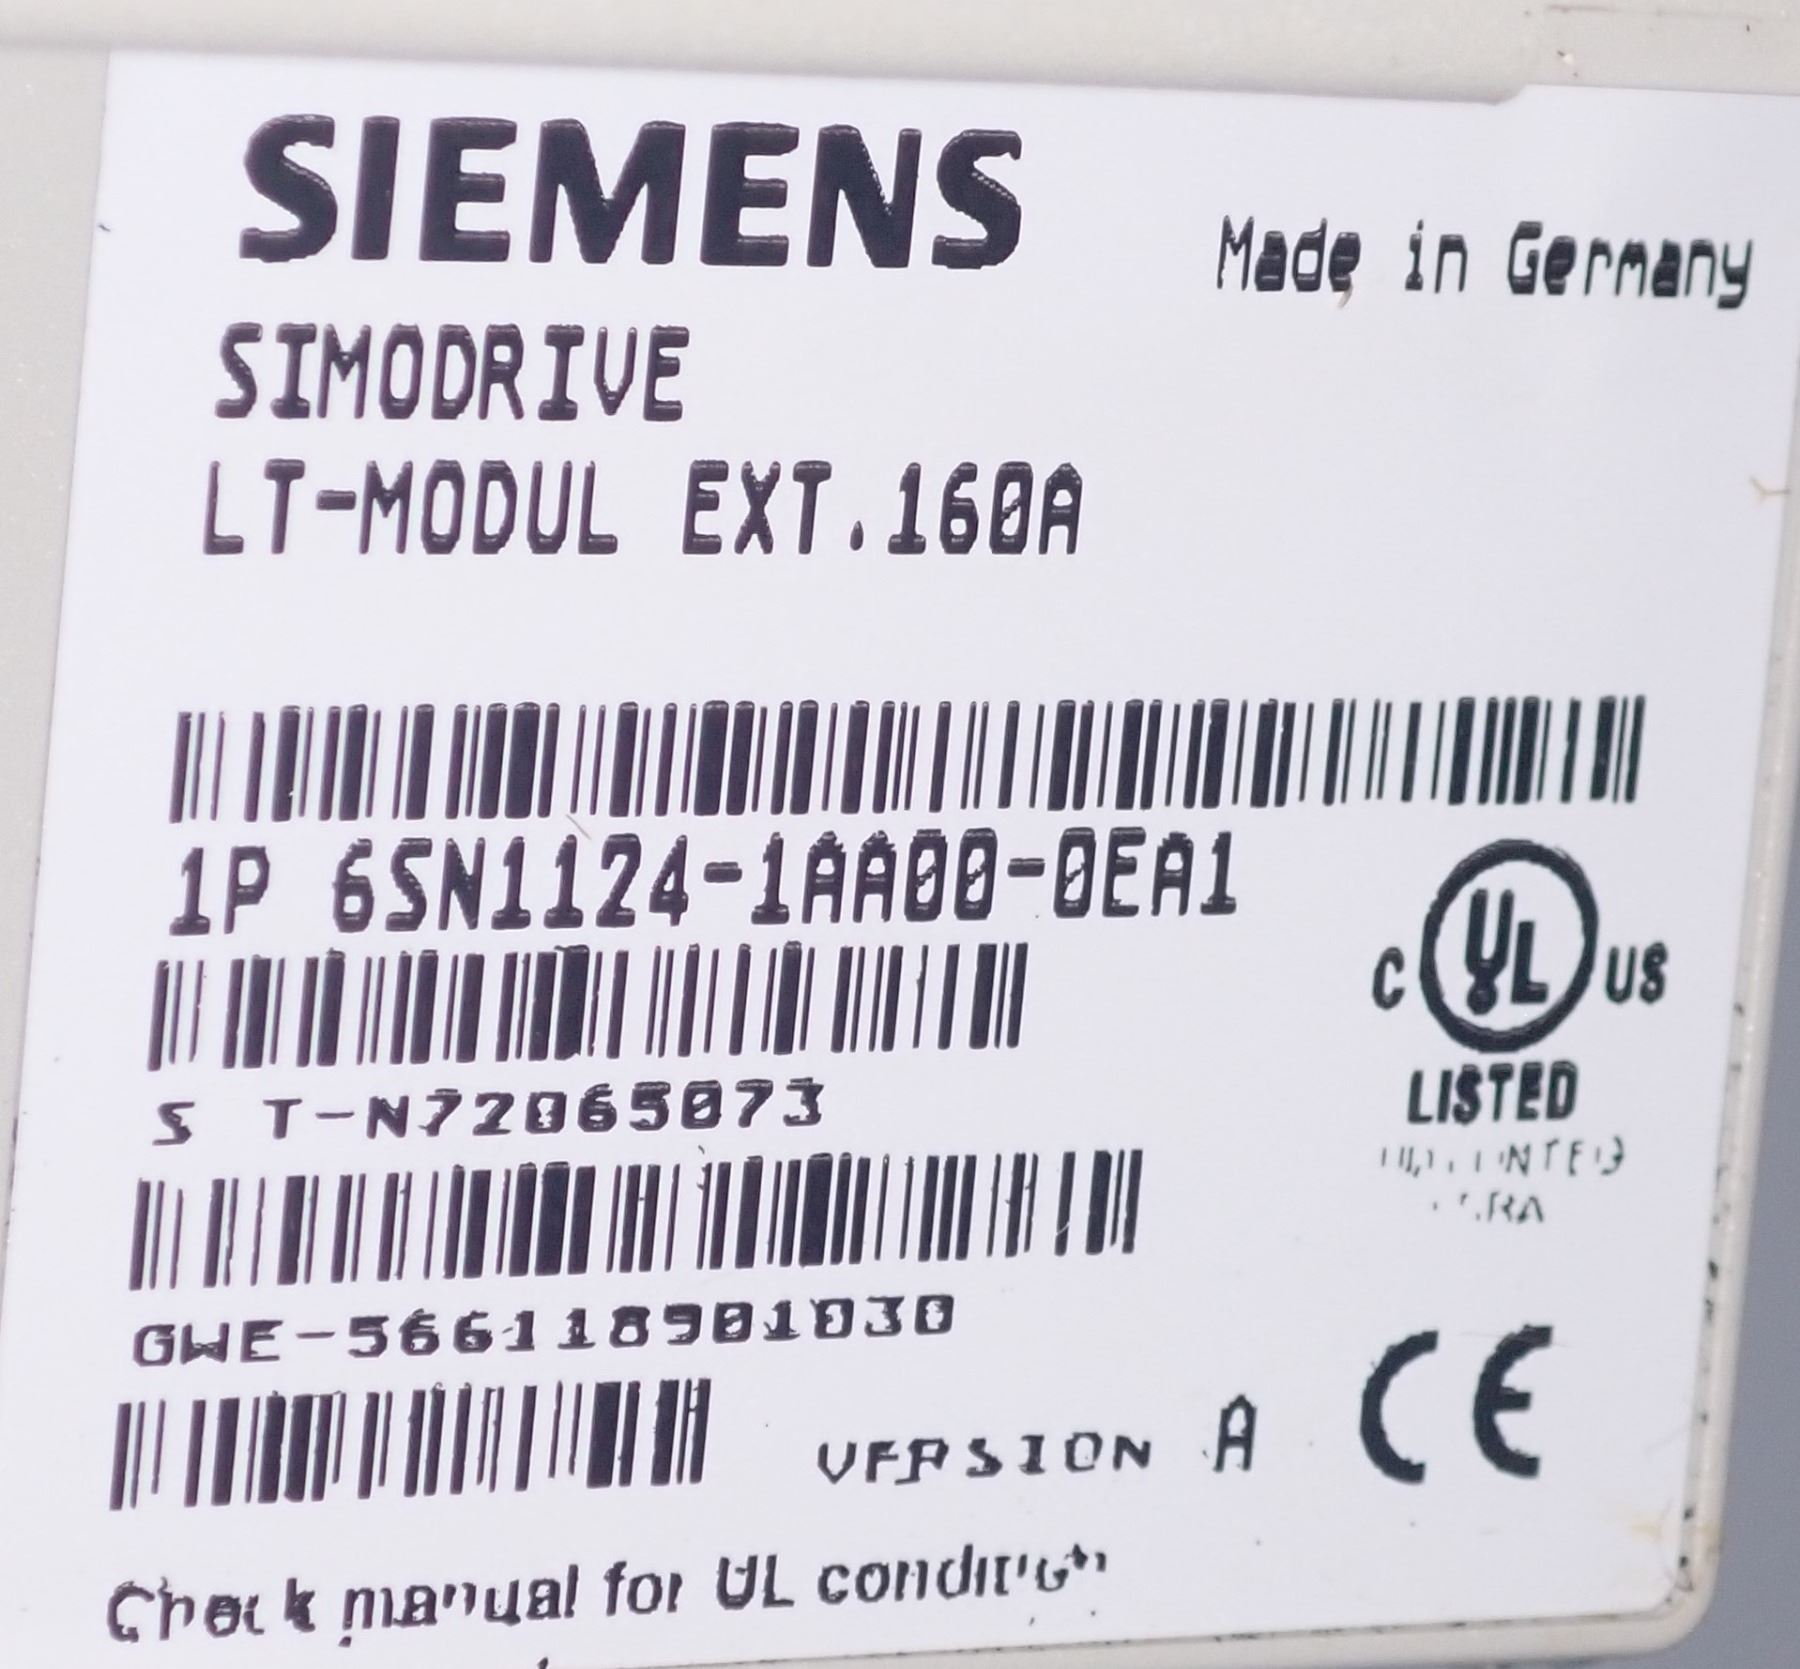 SIEMENS
Made in Germany
SIMODRIVE
LT-MODUL EXT.160A
1P 6SN1124-1AA00-0EA1
C UL US
LISTED
S T-N72065073
GWE-566118901030
VERSION A
CE
Check manual for UL